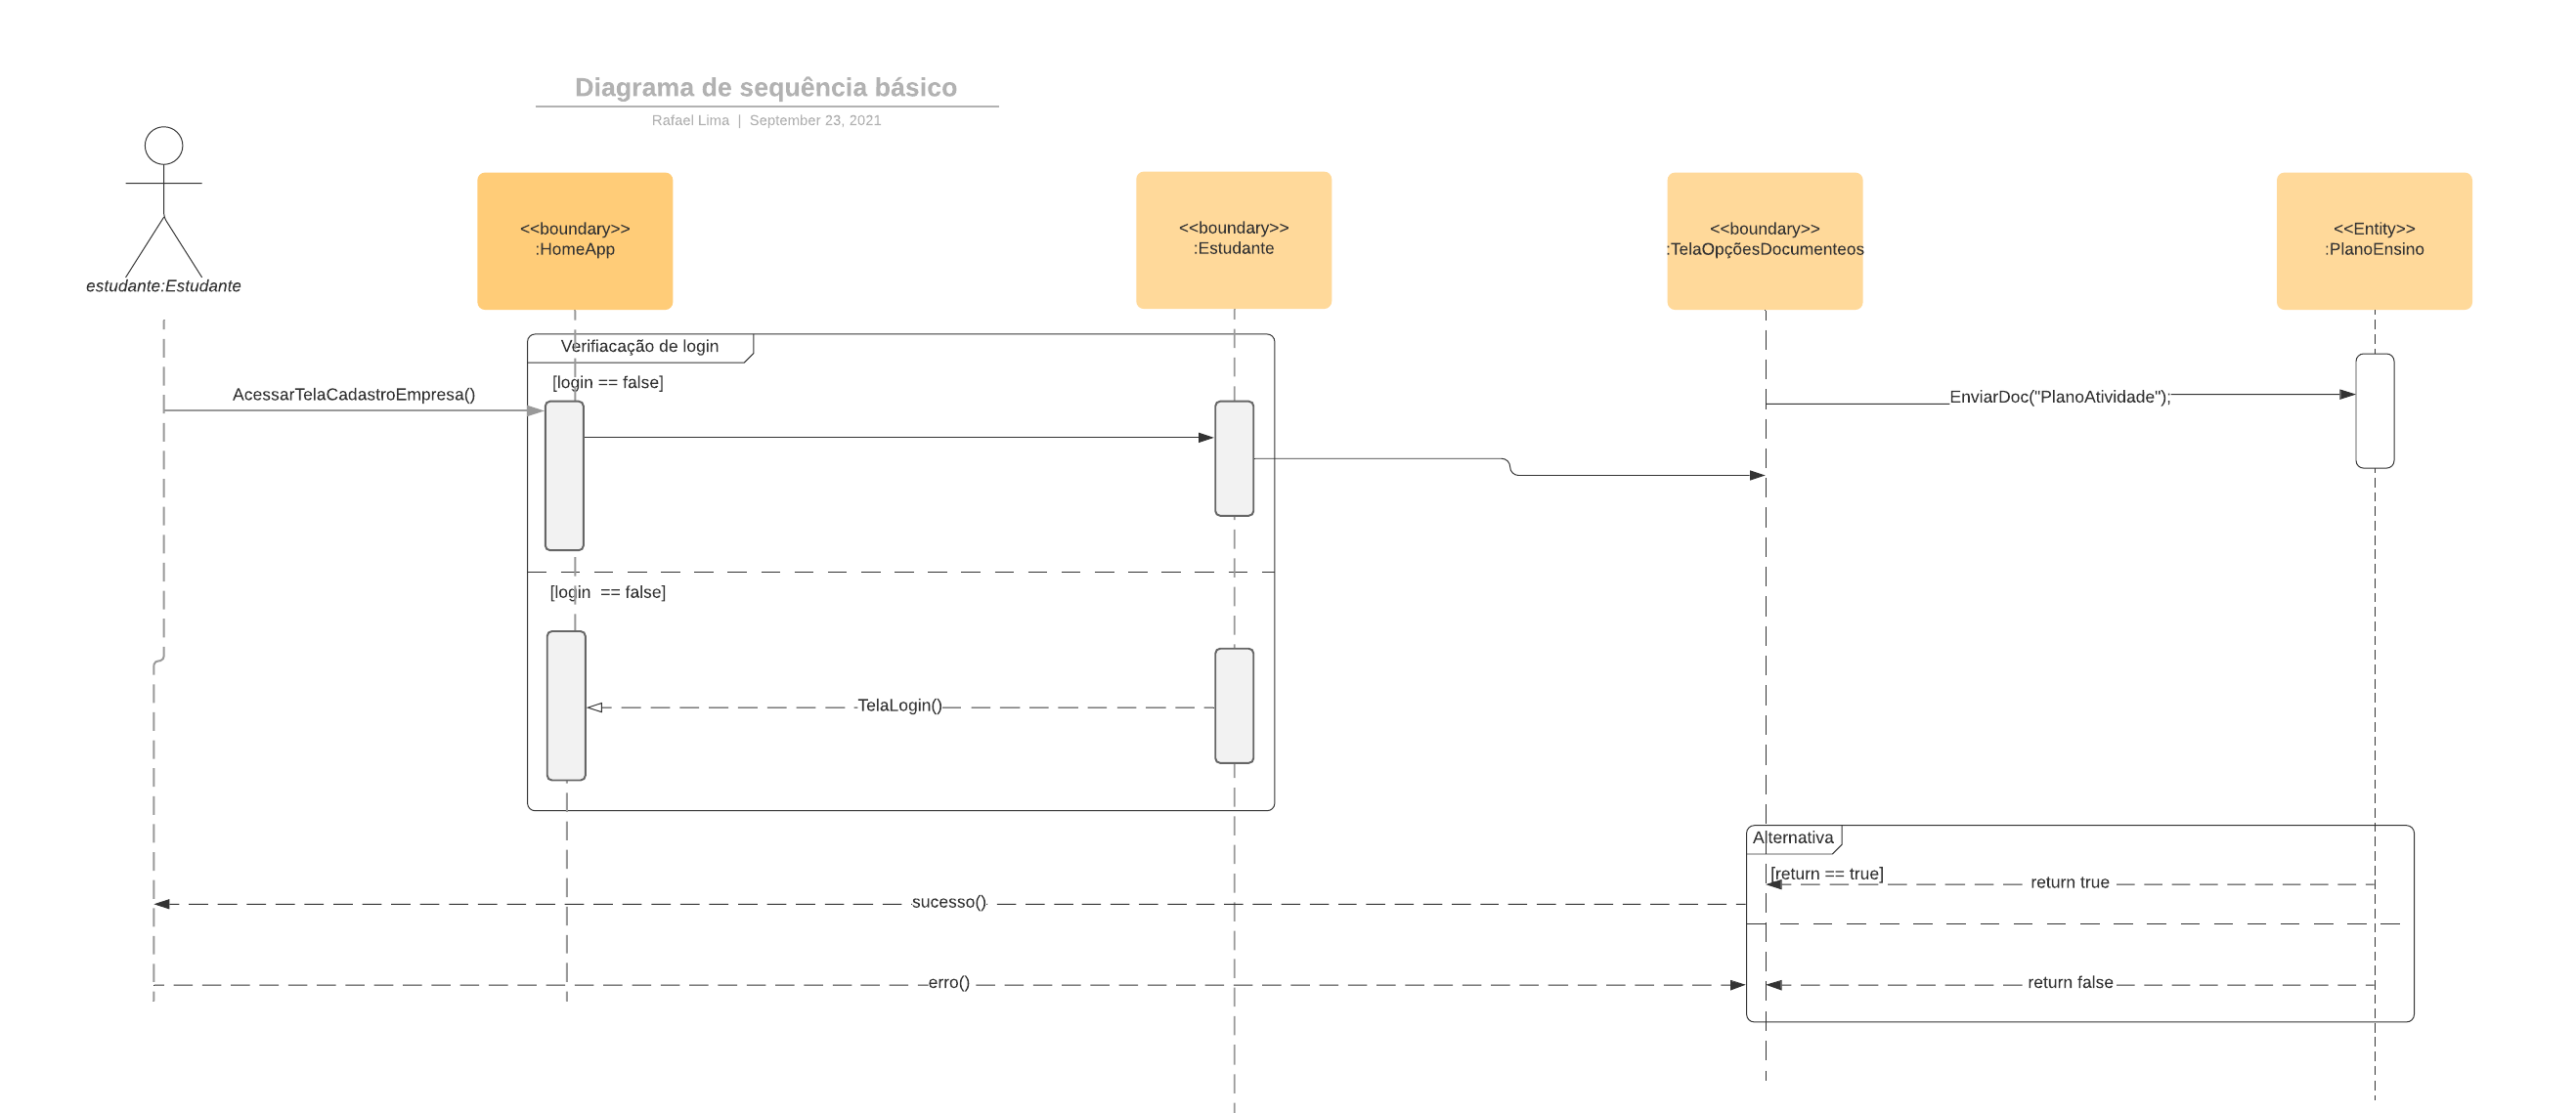 Diagrama de sequência básico
Rafael Lima | September 23, 2021
estudante:Estudante
<<boundary>>
:HomeApp
<<boundary>>
:Estudante
<<boundary>>
:TelaOpçõesDocumenteos
<<Entity>>
:PlanoEnsino
Verifiacação de login
[login == false]
AcessarTelaCadastroEmpresa()
EnviarDoc("PlanoAtividade");
[login == false]
TelaLogin()
Alternativa
[return == true]
return true
sucesso()
erro()
return false